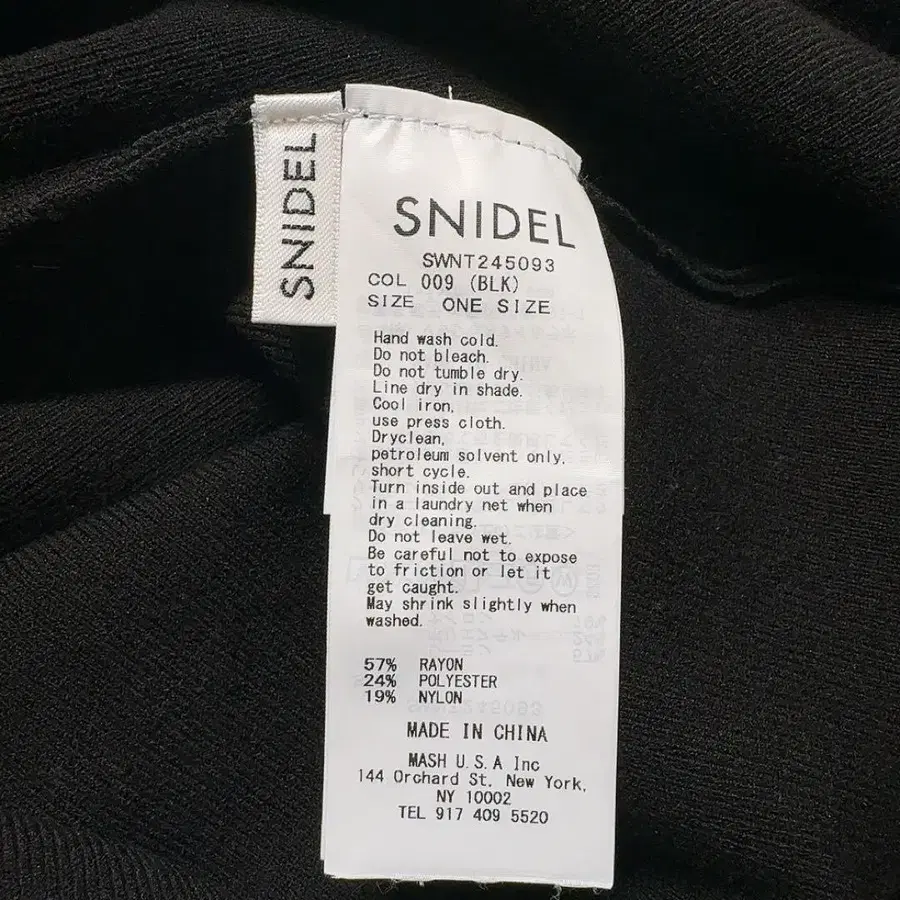 SNIDEL
SNIDEL
SWNT245093
COL 009 (BLK)
SIZE ONE SIZE
Hand wash cold.
Do not bleach.
Do not tumble dry.
Line dry in shade.
Cool iron,
use press cloth.
Dryclean,
petroleum solvent only,
short cycle.
Turn inside out and place
in a laundry net when
dry cleaning.
Do not leave wet.
Be careful not to expose
to friction or let it
get caught.
May shrink slightly when
washed.
57% RAYON
24% POLYESTER
19% NYLON
MADE IN CHINA
MASH U.S.A Inc
144 Orchard St, New York,
NY 10002
TEL 917 409 5520